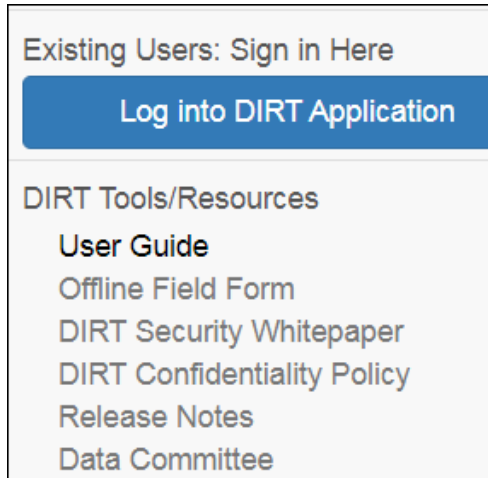 Existing Users: Sign in Here
Log into DIRT Application
DIRT Tools/Resources
User Guide
Offline Field Form
DIRT Security Whitepaper
DIRT Confidentiality Policy
Release Notes
Data Committee